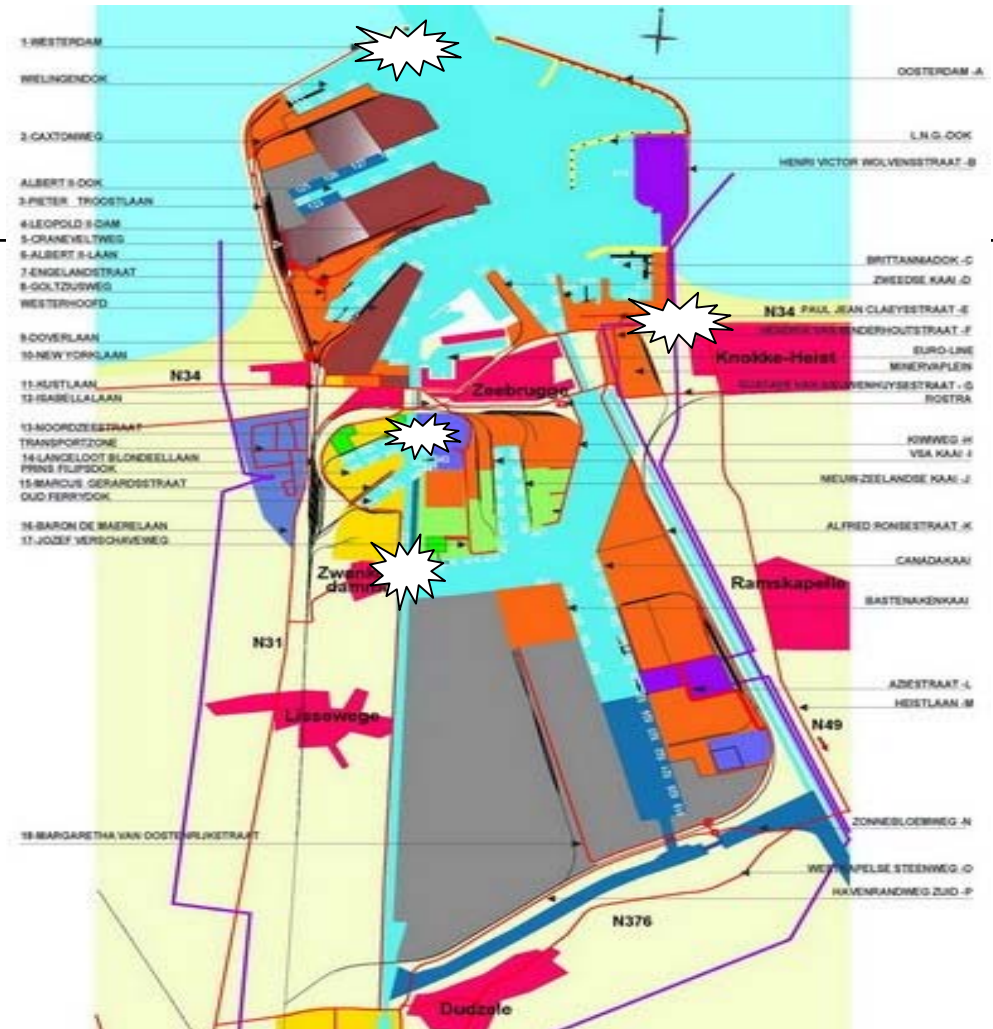 1-WESTERDAM
WIELINGENDOK
2-CAXTONWEG
ALBERT II-DOK
3-PIETER TROOSTLAAN
4-LEOPOLD II-DAM
5-CRANEVELTWEG
6-ALBERT II-LAAN
7-ENGELANDSTRAAT
8-GOLTZIUSWEG
WESTERHOOFD
9-DOVERLAAN
10-NEW YORKLAAN
N34
11-KUSTLAAN
12-ISABELLALAAN
13-NOORDZEESTRAAT
TRANSPORTZONE
14-LANCELOOT BLONDEELLAAN
PRINS FILIPSDOK
15-MARCUS GERARDSSTRAAT
OUD FERRYDOK
16-BARON DE MAERELAAN
17-JOZEF VERSCHAVEWEG
N31
Lissewege
18-MARGARETHA VAN OOSTENRIJKSTRAAT
Zeebrugge
OOSTERDAM -A
L.N.G.-DOK
HENRI VICTOR WOLVENSSTRAAT -B
BRITTANNIADOK -C
ZWEEDSE KAAI -D
N34 PAUL JEAN CLAEYSSTRAAT -E
Knokke-Heist
EURO-LINE
MINERVAPLEIN
ROSTRA
KIWIWEG -H
VSA KAAI -I
NIEUW-ZEELANDSE KAAI -J
ALFRED RONSESTRAAT -K
CANADAKAAI
Ramskapelle
BASTENAKENKAAI
AZIESTRAAT -L
HEISTLAAN -M
N49
ZONNEBLOEMWEG -N
STEENWEG -O
HAVENRANDWEG ZUID -P
N376
Dudzele